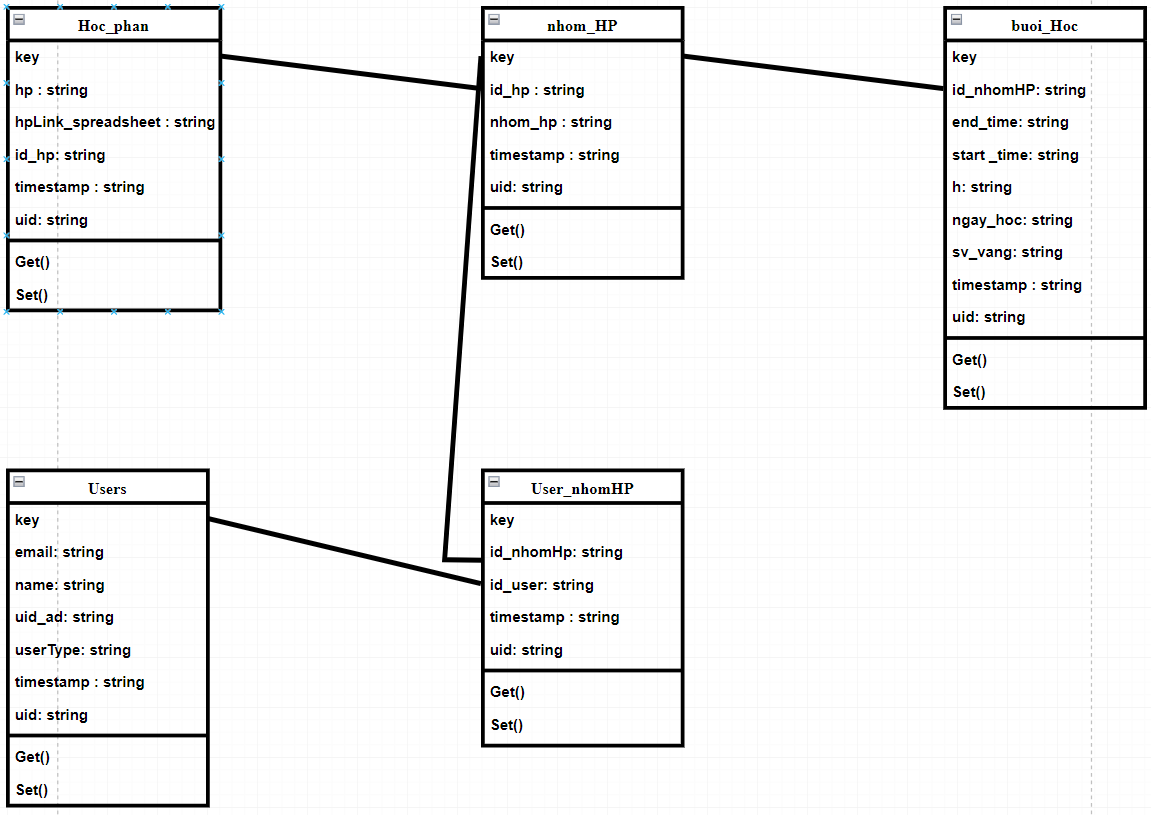 Hoc_phan
key
hp : string
hpLink_spreadsheet : string
id_hp: string
timestamp : string
uid: string
Get()
Set()
nhom_HP
key
id_hp : string
nhom_hp : string
timestamp : string
uid: string
Get()
Set()
buoi_Hoc
key
id_nhomHP: string
end_time: string
start _time: string
h: string
ngay_hoc: string
sv_vang: string
timestamp : string
uid: string
Get()
Set()
Users
key
email: string
name: string
uid_ad: string
userType: string
timestamp : string
uid: string
Get()
Set()
User_nhomHP
key
id_nhomHp: string
id_user: string
timestamp : string
uid: string
Get()
Set()